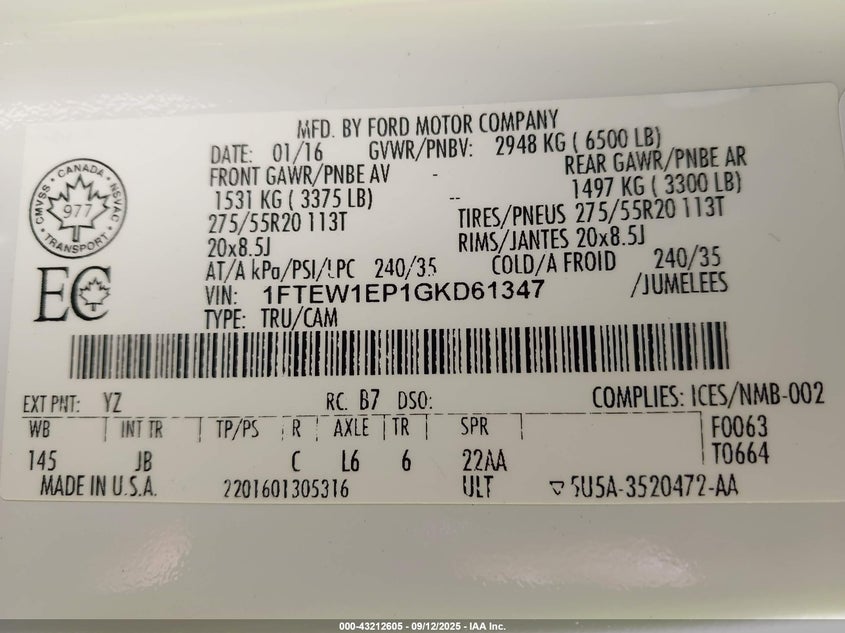 MFD. BY FORD MOTOR COMPANY
DATE: 01/16 GVWR/PNBV: 2948 KG ( 6500 LB)
FRONT GAWR/PNBE AV - REAR GAWR/PNBE AR
1531 KG ( 3375 LB) -- 1497 KG ( 3300 LB)
275/55R20 113T TIRES/PNEUS 275/55R20 113T
20x8.5J RIMS/JANTES 20x8.5J
AT/A kPa/PSI/LPC 240/35 COLD/A FROID 240/35
VIN: 1FTEW1EP1GKD61347 /JUMELEES
TYPE: TRU/CAM
CMVSS • CANADA • NSVAC • TRANSPORT •
977
EC
EXT PNT: YZ RC: B7 DSO: COMPLIES: ICES/NMB-002
WB INT TR TP/PS R AXLE TR SPR F0063
145 JB C L6 6 22AA T0664
MADE IN U.S.A. 2201601305316 ULT 5U5A-3520472-AA
000-43212605 - 09/12/2025 - IAA Inc.